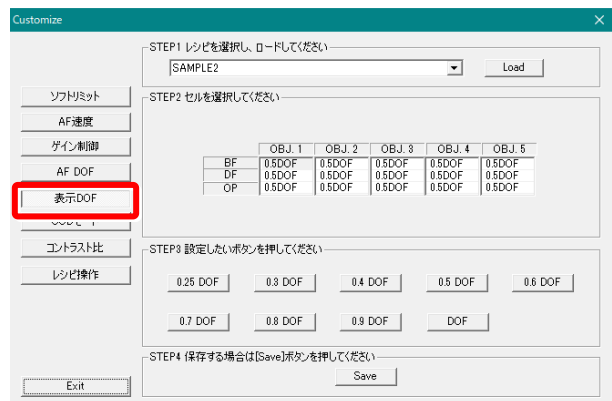 Customize
STEP1 レシピを選択し、ロードしてください
SAMPLE2
Load
ソフトリミット
AF速度
ゲイン制御
AF DOF
表示DOF
コントラスト比
レシピ操作
Exit
STEP2 セルを選択してください
OBJ. 1 OBJ. 2 OBJ. 3 OBJ. 4 OBJ. 5
BF 0.5DOF 0.5DOF 0.5DOF 0.5DOF 0.5DOF
DF 0.5DOF 0.5DOF 0.5DOF 0.5DOF 0.5DOF
OP 0.5DOF 0.5DOF 0.5DOF 0.5DOF 0.5DOF
STEP3 設定したいボタンを押してください
0.25 DOF 0.3 DOF 0.4 DOF 0.5 DOF 0.6 DOF
0.7 DOF 0.8 DOF 0.9 DOF DOF
STEP4 保存する場合は[Save]ボタンを押してください
Save